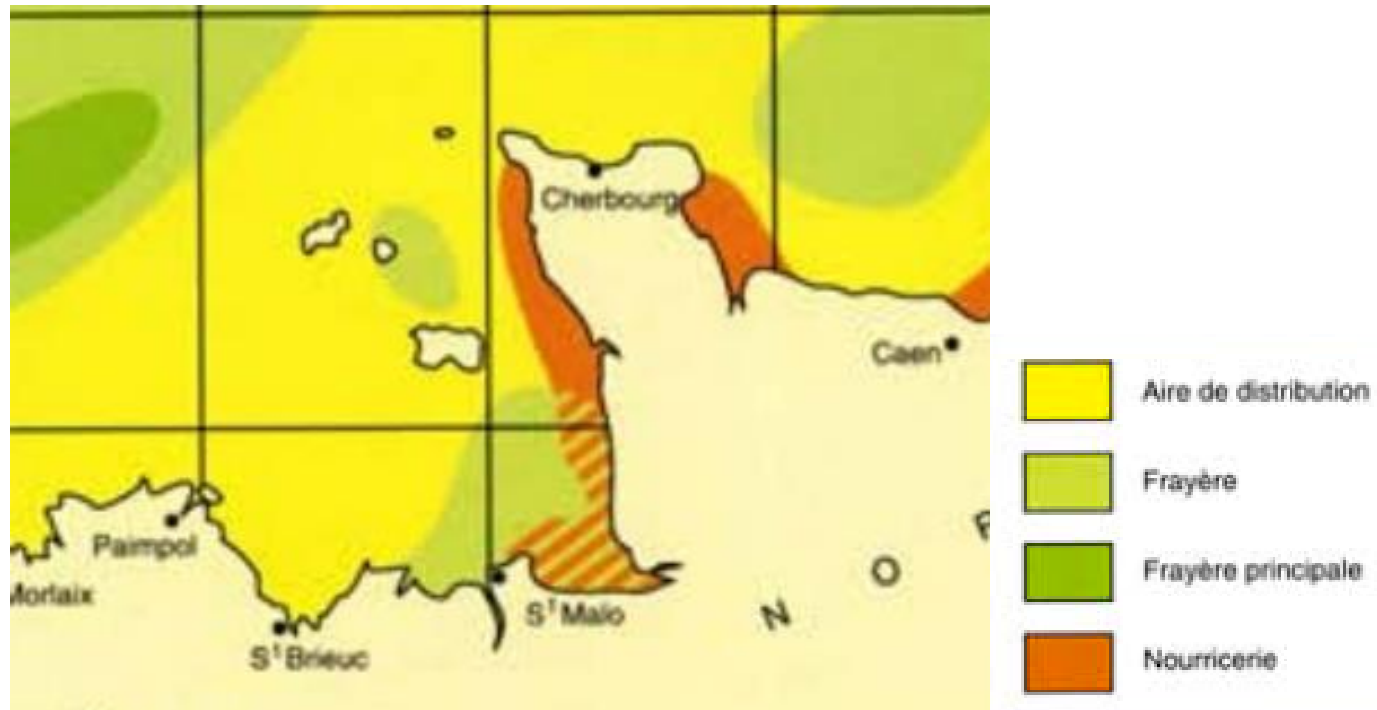 Cherbourg
Caen
Paimpol
Morlaix
Sᵗ Malo
Sᵗ Brieuc
N O
Aire de distribution
Frayère
Frayère principale
Nourricerie